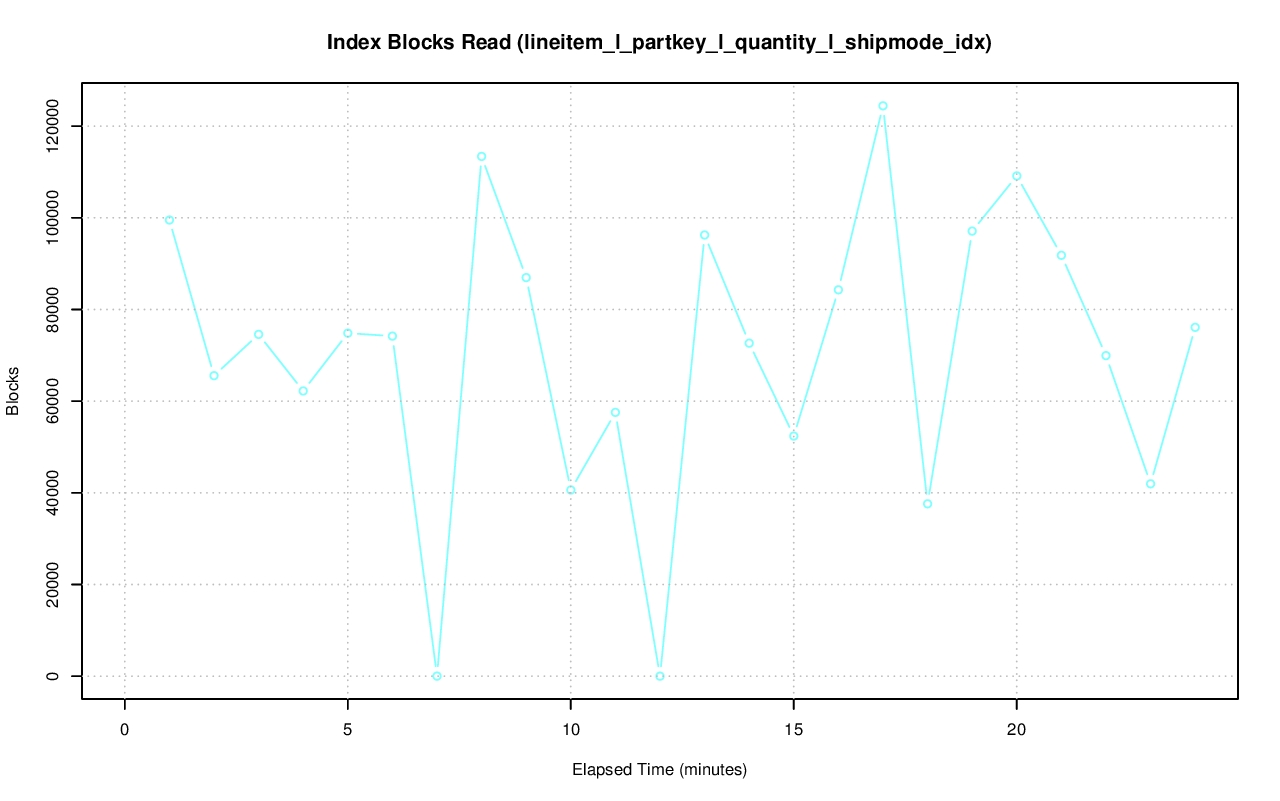 Index Blocks Read (lineitem_l_partkey_l_quantity_l_shipmode_idx)
120000
100000
80000
60000
40000
20000
0
Blocks
0 5 10 15 20
Elapsed Time (minutes)